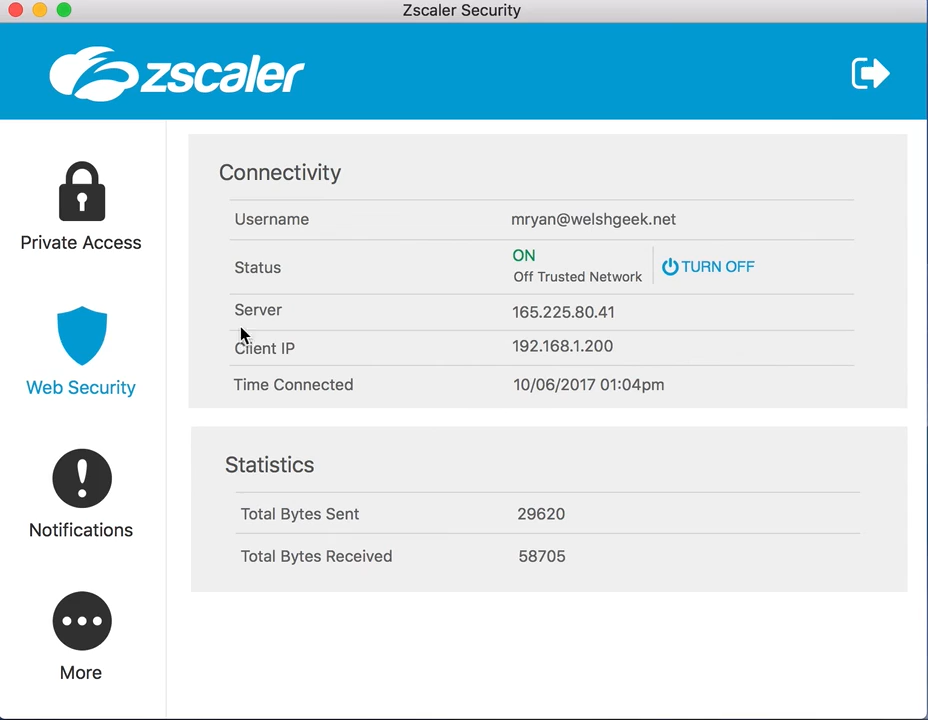 Zscaler Security
zscaler
Private Access
Web Security
Notifications
More
Connectivity
Username mryan@welshgeek.net
Status ON
Off Trusted Network
TURN OFF
Server 165.225.80.41
Client IP 192.168.1.200
Time Connected 10/06/2017 01:04pm
Statistics
Total Bytes Sent 29620
Total Bytes Received 58705